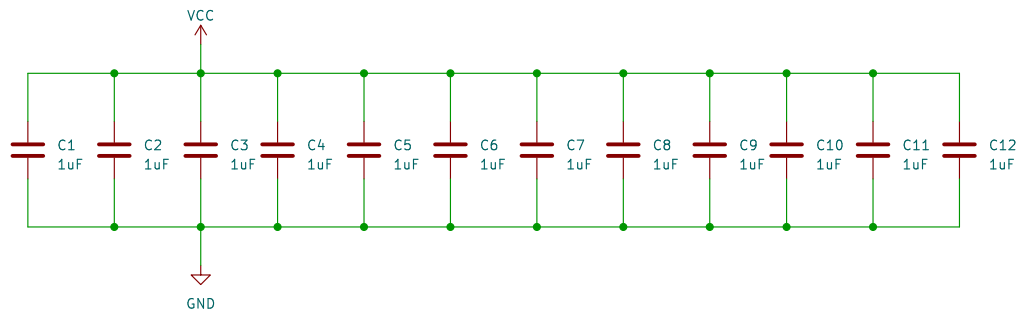 VCC
C1
1uF
C2
1uF
C3
1uF
C4
1uF
C5
1uF
C6
1uF
C7
1uF
C8
1uF
C9
1uF
C10
1uF
C11
1uF
C12
1uF
GND